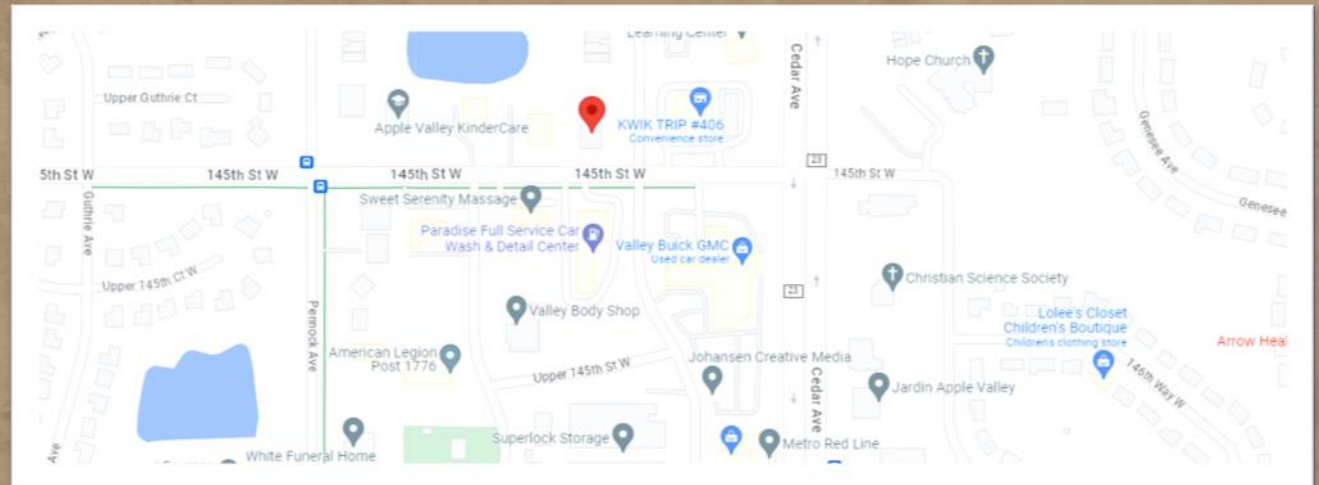 Learning Center
Cedar Ave
Hope Church
Upper Guthrie Ct
Apple Valley KinderCare
KWIK TRIP #406
Convenience store
Genesee Ave
23
5th St W
145th St W
145th St W
145th St W
145th St W
Guthrie Ave
Sweet Serenity Massage
Genesee
Paradise Full Service Car
Wash & Detail Center
Valley Buick GMC
Used car dealer
Upper 145th Ct W
Christian Science Society
23
Pennock Ave
Valley Body Shop
Lolee's Closet
Children's Boutique
Childrens clothing store
Arrow Heal
American Legion
Post 1776
Upper 145th St W
Johansen Creative Media
146th Way W
Cedar Ave
Jardin Apple Valley
Superlock Storage
Metro Red Line
White Funeral Home
Ave